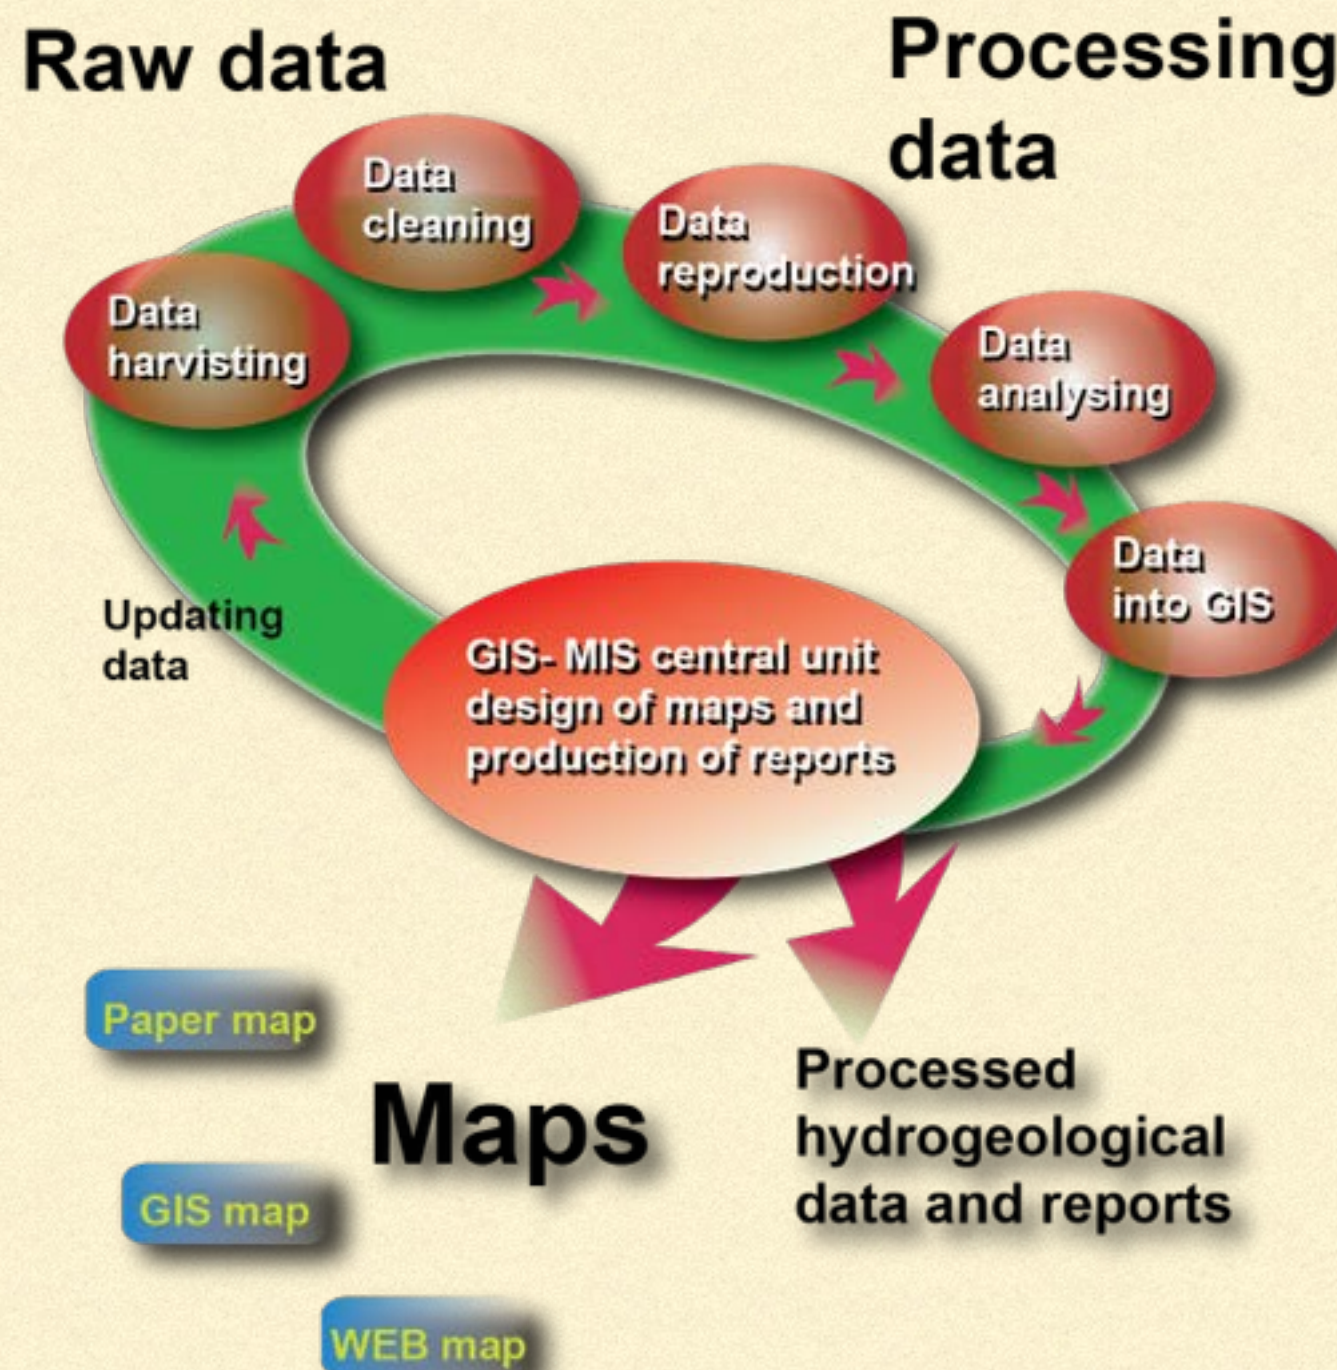 Raw data
Processing
data
Data
cleaning
Data
reproduction
Data
harvisting
Data
analysing
Data
into GIS
Updating
data
GIS- MIS central unit
design of maps and
production of reports
Paper map
Maps
GIS map
WEB map
Processed
hydrogeological
data and reports